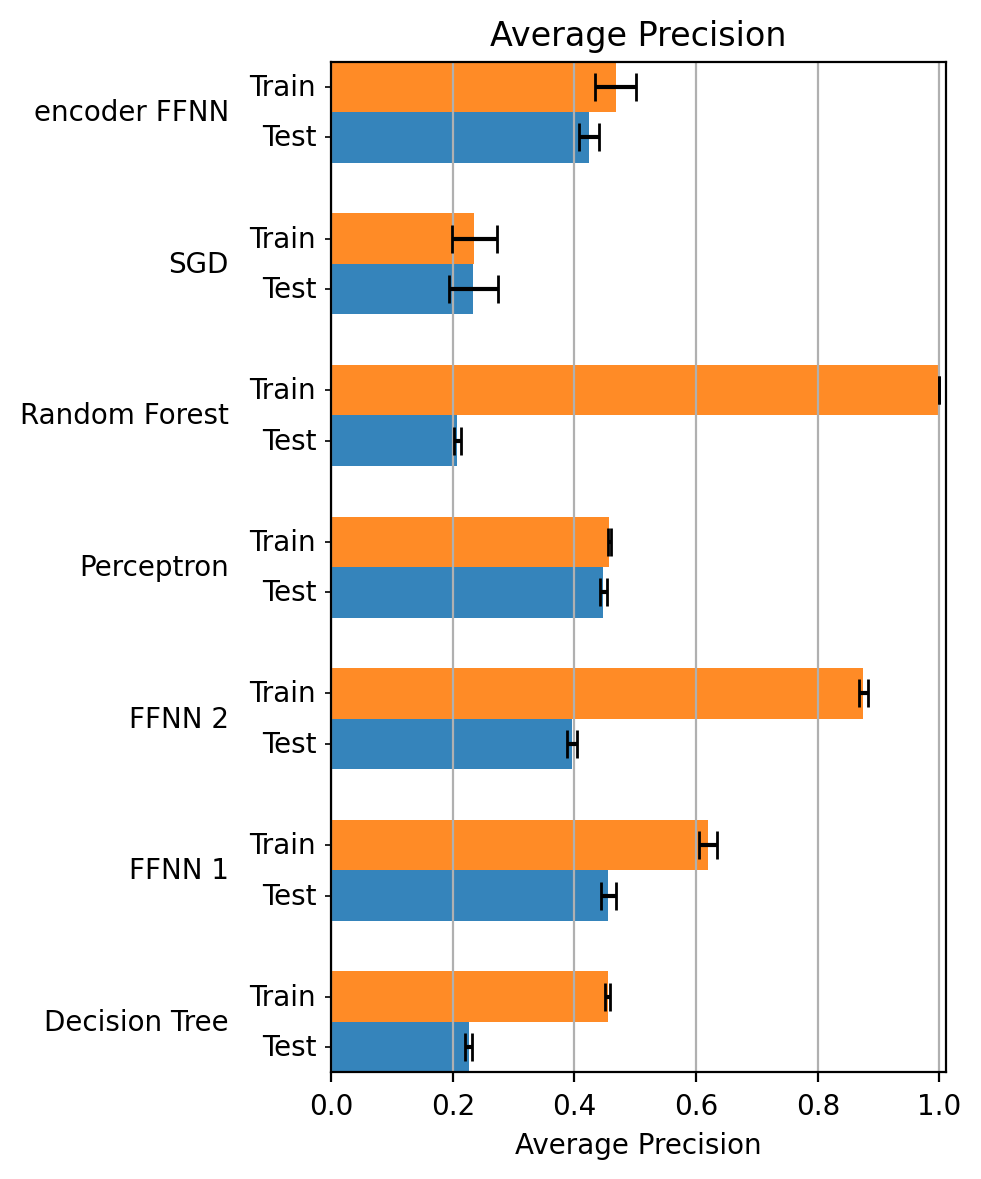 Average Precision
encoder FFNN
Train
Test
SGD
Train
Test
Random Forest
Train
Test
Perceptron
Train
Test
FFNN 2
Train
Test
FFNN 1
Train
Test
Decision Tree
Train
Test
0.0 0.2 0.4 0.6 0.8 1.0
Average Precision